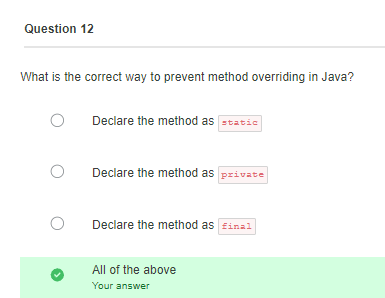 Question 12
What is the correct way to prevent method overriding in Java?
Declare the method as static
Declare the method as private
Declare the method as final
All of the above
Your answer